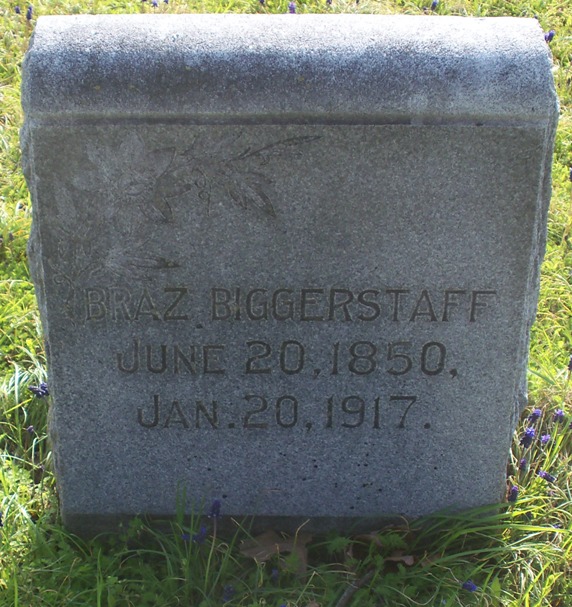 BRAZ BIGGERSTAFF
JUNE 20, 1850,
JAN. 20, 1917.